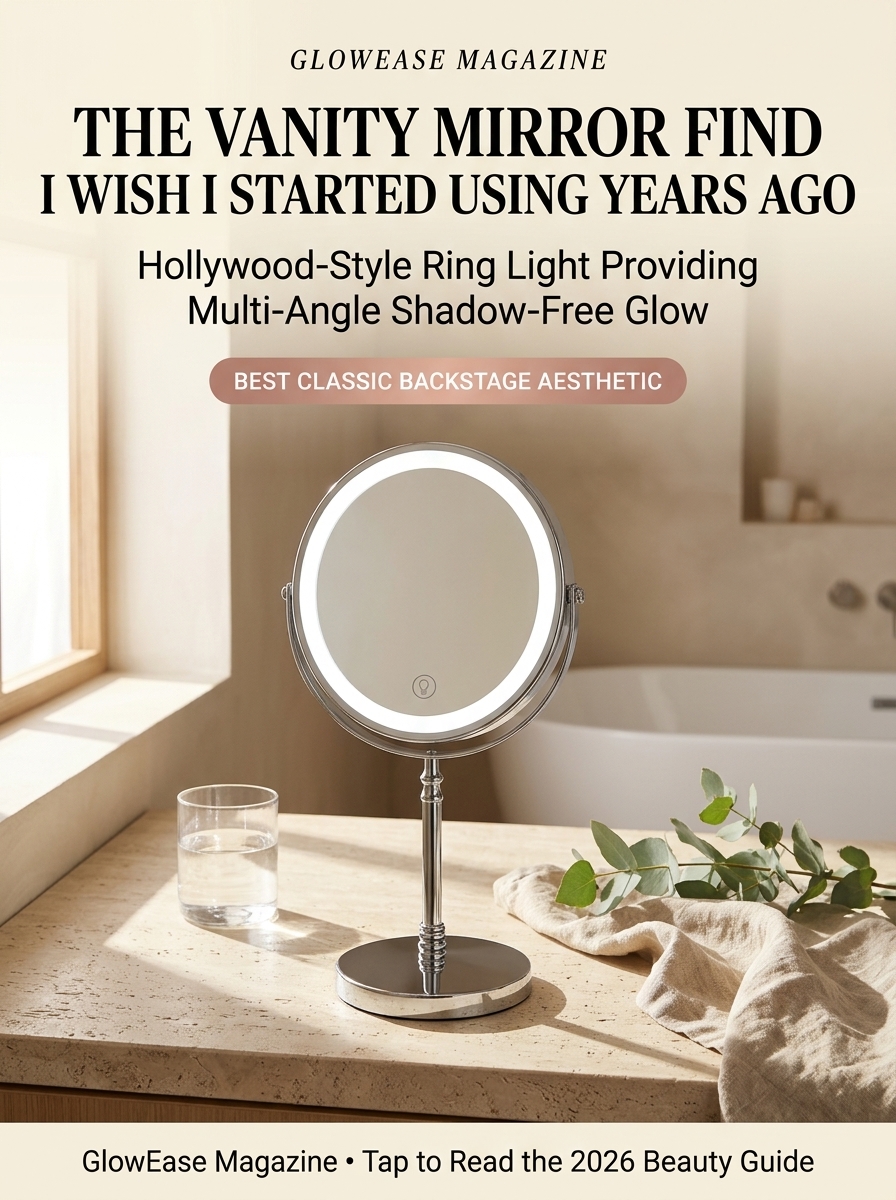 GLOWEASE MAGAZINE
THE VANITY MIRROR FIND
I WISH I STARTED USING YEARS AGO
Hollywood-Style Ring Light Providing
Multi-Angle Shadow-Free Glow
BEST CLASSIC BACKSTAGE AESTHETIC
GlowEase Magazine • Tap to Read the 2026 Beauty Guide